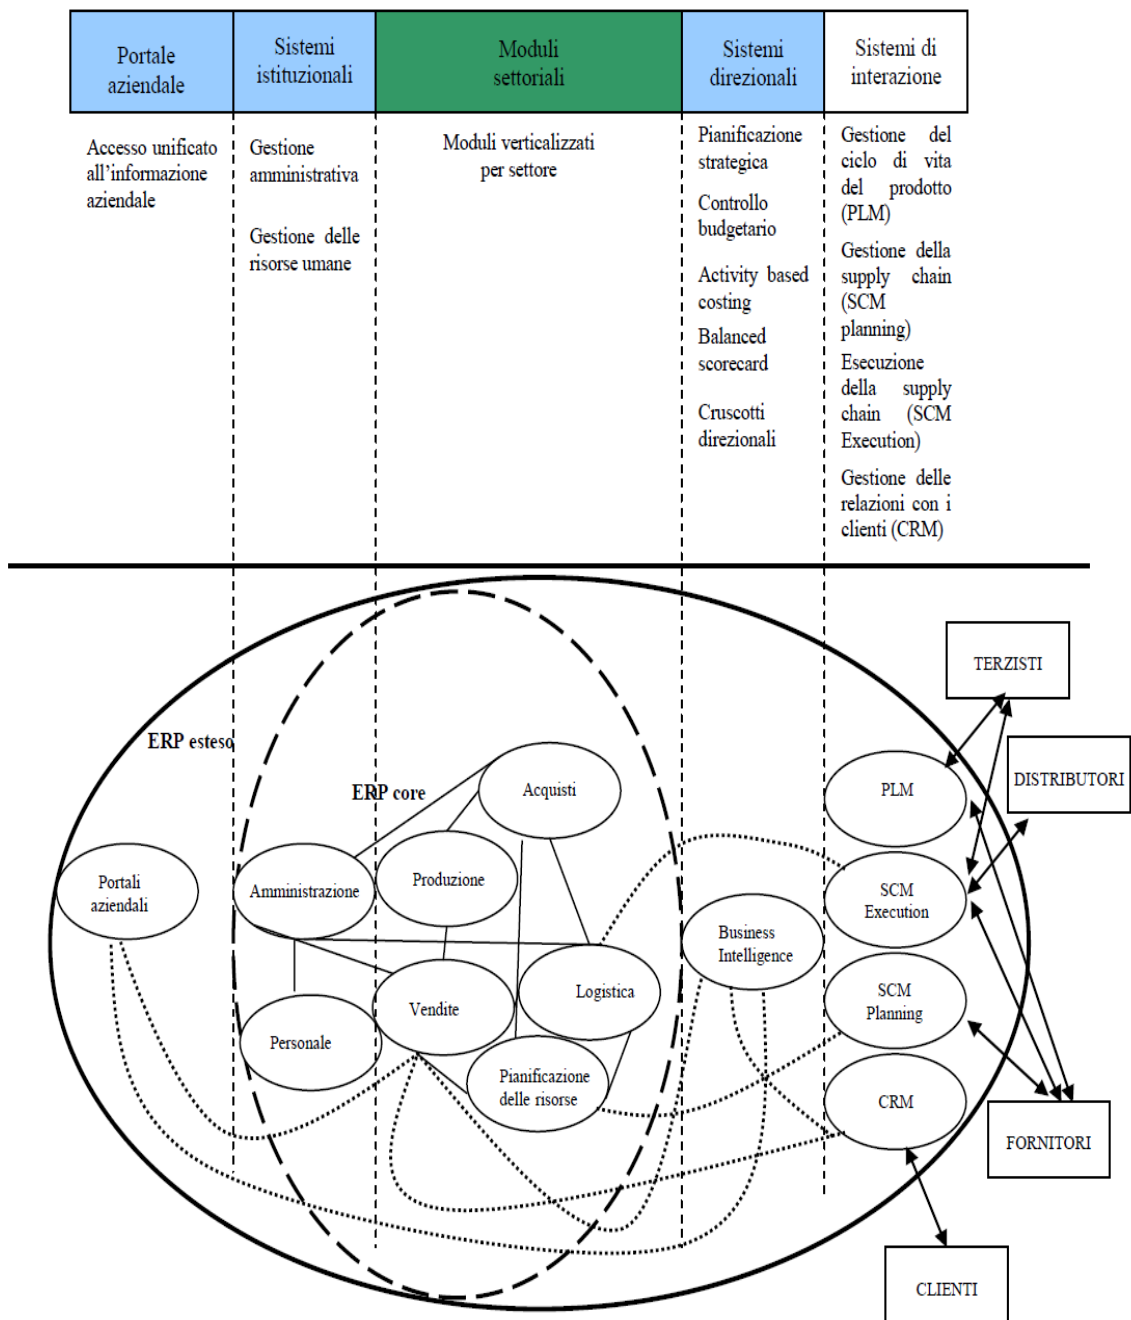 Portale
aziendale
Sistemi
istituzionali
Moduli
settoriali
Sistemi
direzionali
Sistemi di
interazione
Accesso unificato
all'informazione
aziendale
Gestione
amministrativa
Gestione delle
risorse umane
Moduli verticalizzati
per settore
Pianificazione
strategica
Controllo
budgetario
Activity based
costing
Balanced
scorecard
Cruscotti
direzionali
Gestione del
ciclo di vita
del prodotto
(PLM)
Gestione della
supply chain
(SCM
planning)
Esecuzione
della supply
chain (SCM
Execution)
Gestione delle
relazioni con i
clienti (CRM)
ERP esteso
ERP core
Portali
aziendali
Amministrazione
Personale
Acquisti
Produzione
Vendite
Logistica
Pianificazione
delle risorse
Business
Intelligence
PLM
SCM
Execution
SCM
Planning
CRM
TERZISTI
DISTRIBUTORI
FORNITORI
CLIENTI